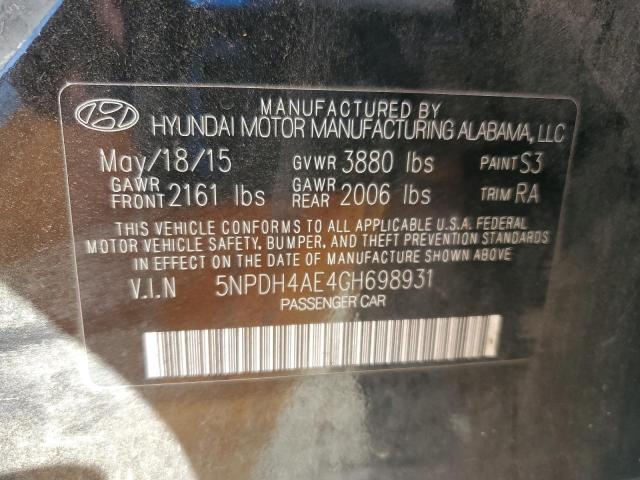 MANUFACTURED BY
HYUNDAI MOTOR MANUFACTURING ALABAMA, LLC
May/18/15 GVWR 3880 lbs PAINT S3
GAWR FRONT 2161 lbs GAWR REAR 2006 lbs TRIM RA
THIS VEHICLE CONFORMS TO ALL APPLICABLE U.S.A. FEDERAL
MOTOR VEHICLE SAFETY, BUMPER, AND THEFT PREVENTION STANDARDS
IN EFFECT ON THE DATE OF MANUFACTURE SHOWN ABOVE.
V.I.N 5NPDH4AE4GH698931
PASSENGER CAR